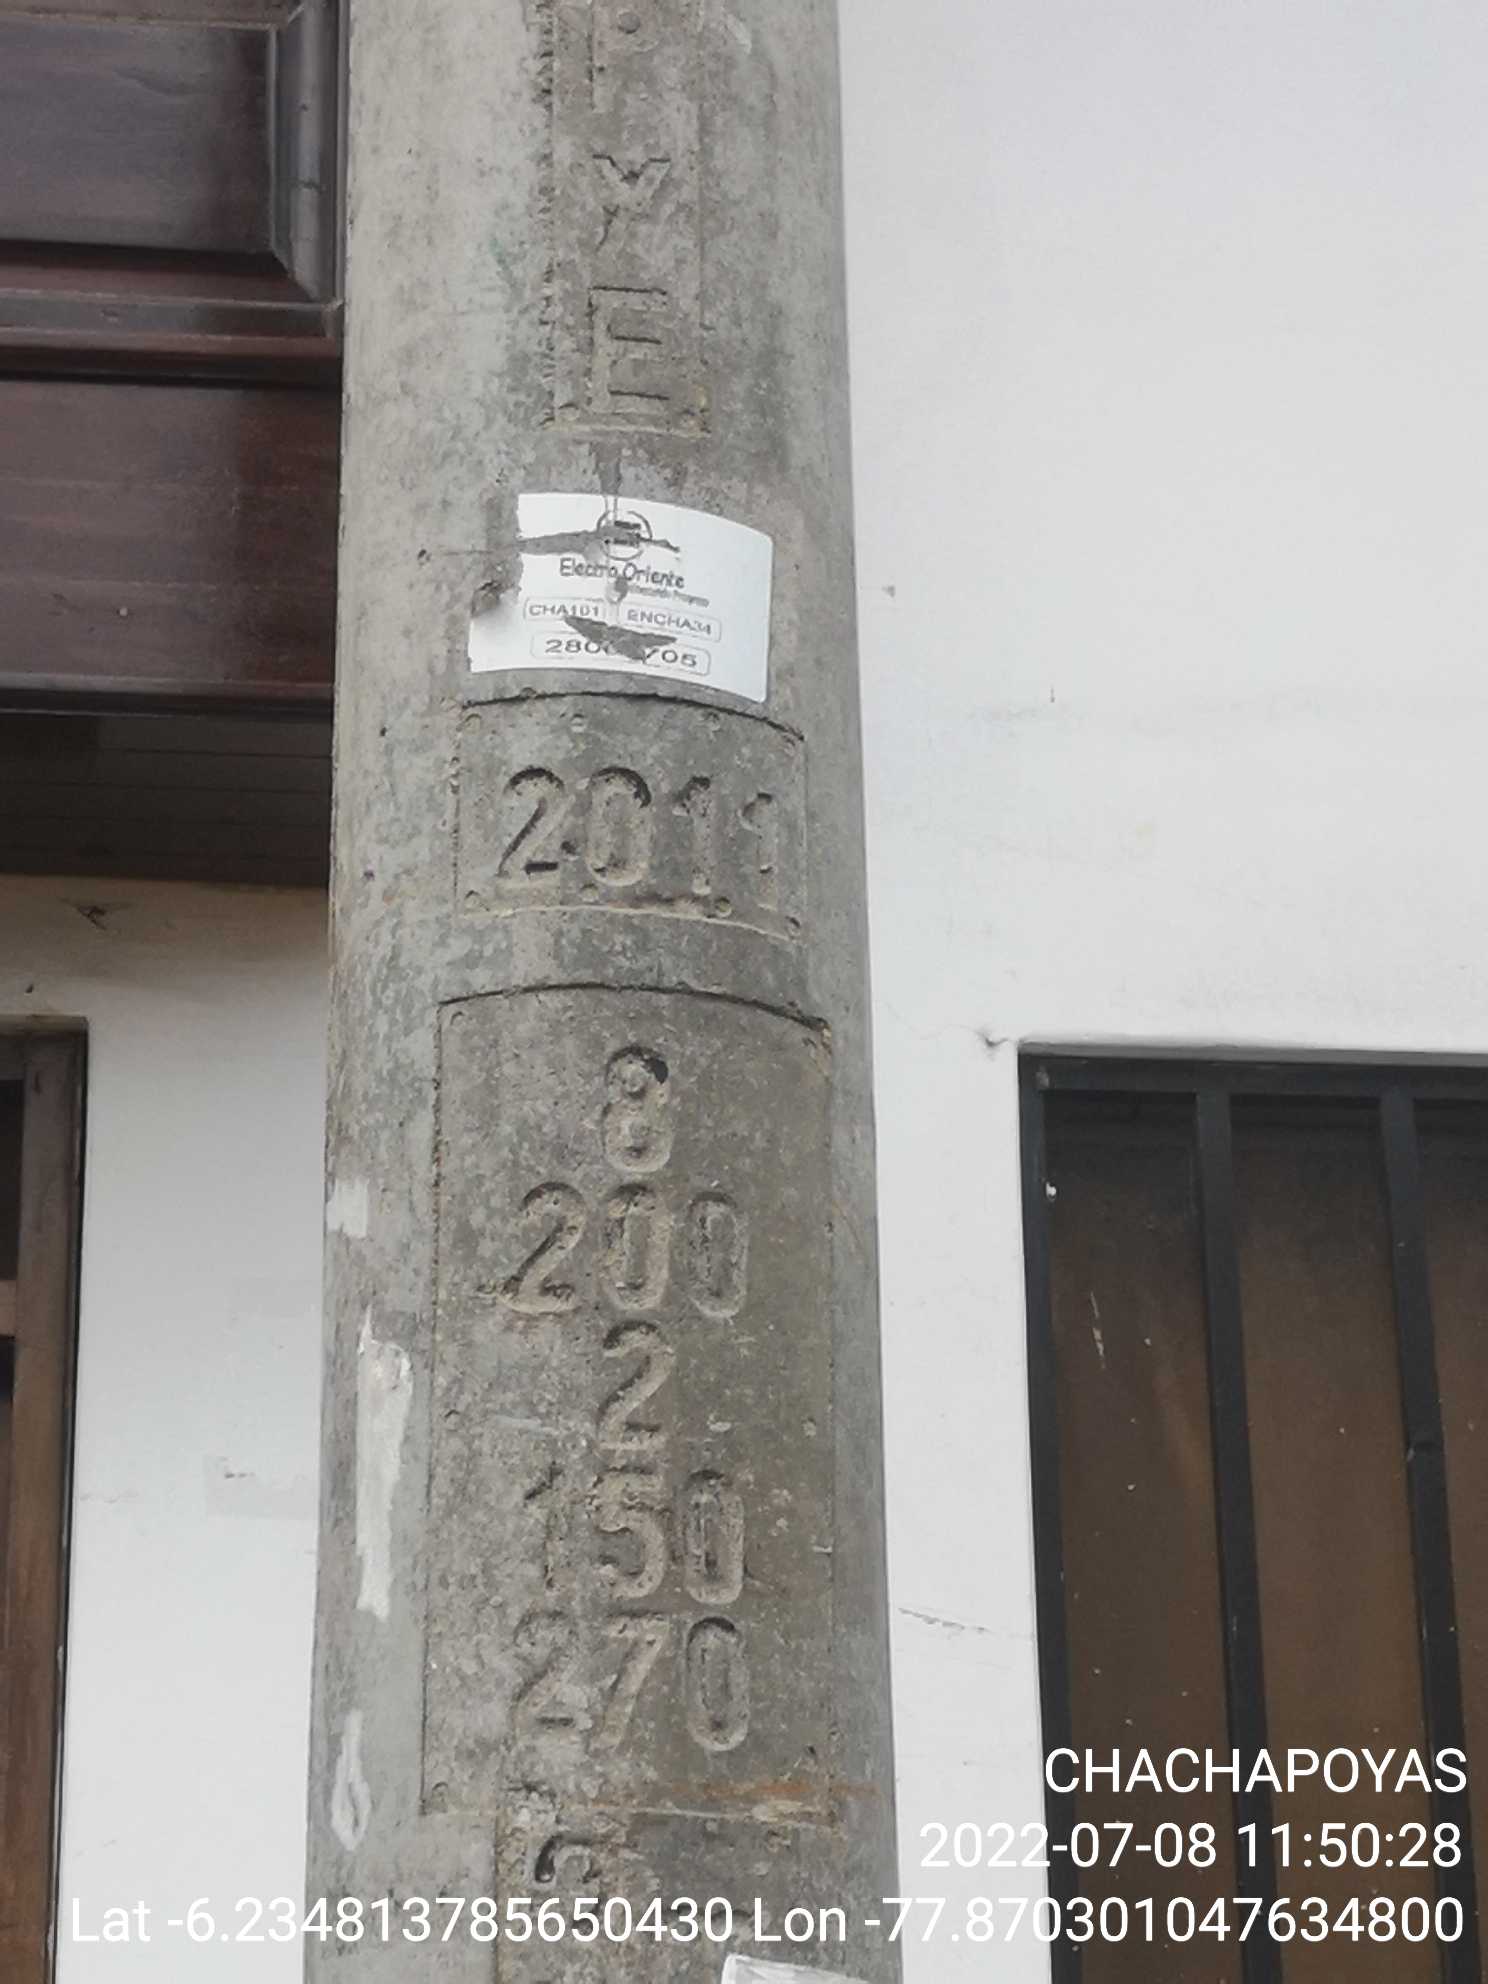 P
Y
E
Electro Oriente
CHA101 ENCHA34
2011
8
200
2
150
270
CHACHAPOYAS
2022-07-08 11:50:28
Lat -6.234813785650430 Lon -77.870301047634800